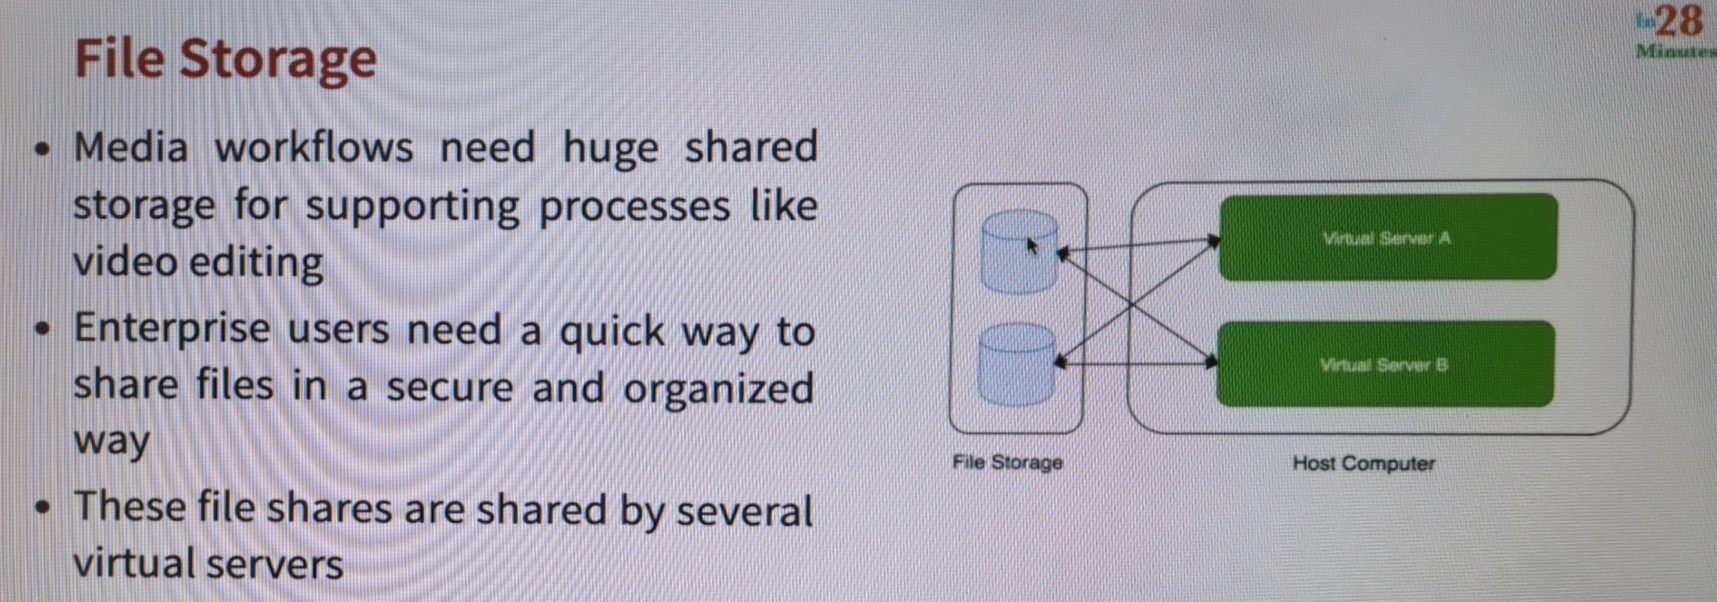 In28
Minutes
File Storage
• Media workflows need huge shared
storage for supporting processes like
video editing
• Enterprise users need a quick way to
share files in a secure and organized
way
• These file shares are shared by several
virtual servers
Virtual Server A
Virtual Server B
File Storage
Host Computer